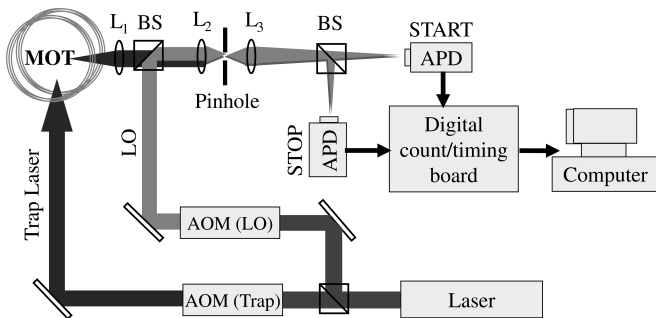 L1 BS L2 L3 BS START
MOT
APD
Pinhole
LO
STOP
APD
Digital
count/timing
board
Computer
Trap Laser
AOM (LO)
AOM (Trap)
Laser